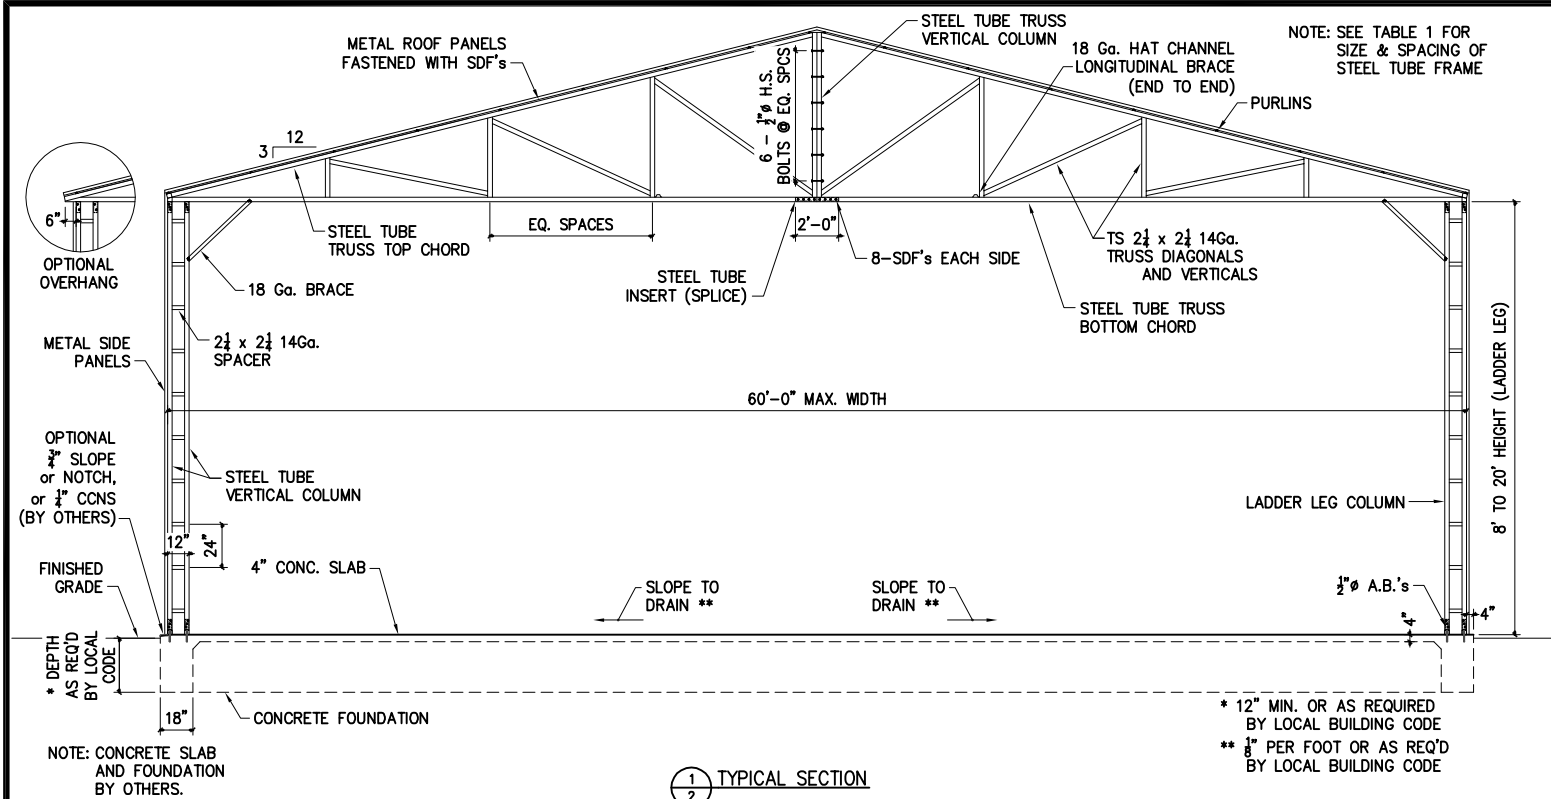 STEEL TUBE TRUSS
VERTICAL COLUMN
METAL ROOF PANELS
FASTENED WITH SDF's
18 Ga. HAT CHANNEL
LONGITUDINAL BRACE
(END TO END)
NOTE: SEE TABLE 1 FOR
SIZE & SPACING OF
STEEL TUBE FRAME
PURLINS
6 – 1/2"ø H.S.
BOLTS @ EQ. SPCS
12
3
6"
OPTIONAL
OVERHANG
STEEL TUBE
TRUSS TOP CHORD
EQ. SPACES
2'-0"
8-SDF's EACH SIDE
TS 2 1/4 x 2 1/4 14Ga.
TRUSS DIAGONALS
AND VERTICALS
STEEL TUBE
INSERT (SPLICE)
18 Ga. BRACE
STEEL TUBE TRUSS
BOTTOM CHORD
2 1/4 x 2 1/4 14Ga.
SPACER
METAL SIDE
PANELS
60'-0" MAX. WIDTH
8' TO 20' HEIGHT (LADDER LEG)
OPTIONAL
3/4" SLOPE
or NOTCH,
or 1/4" CCNS
(BY OTHERS)
STEEL TUBE
VERTICAL COLUMN
LADDER LEG COLUMN
12"
24"
FINISHED
GRADE
4" CONC. SLAB
SLOPE TO
DRAIN **
SLOPE TO
DRAIN **
1/2"ø A.B.'s
4"
4"
* DEPTH
AS REQ'D
BY LOCAL
CODE
18"
CONCRETE FOUNDATION
* 12" MIN. OR AS REQUIRED
BY LOCAL BUILDING CODE
** 1/8" PER FOOT OR AS REQ'D
BY LOCAL BUILDING CODE
NOTE: CONCRETE SLAB
AND FOUNDATION
BY OTHERS.
1 TYPICAL SECTION
2